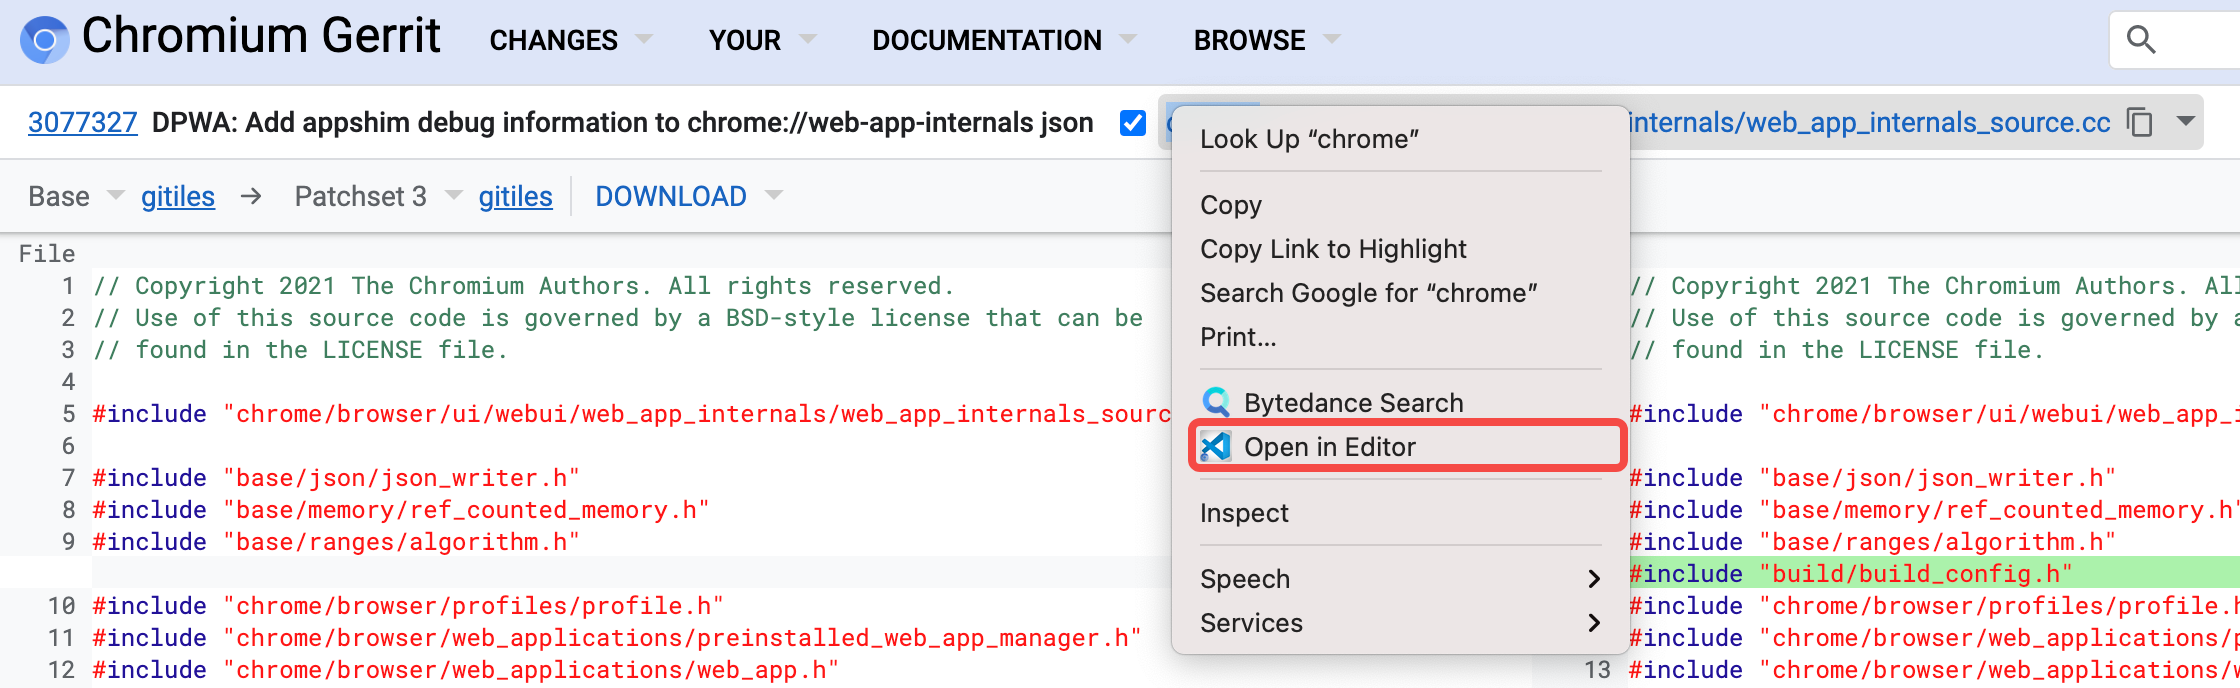 Chromium Gerrit CHANGES YOUR DOCUMENTATION BROWSE
3077327 DPWA: Add appshim debug information to chrome://web-app-internals json internals/web_app_internals_source.cc
Base gitiles → Patchset 3 gitiles DOWNLOAD
File
1 // Copyright 2021 The Chromium Authors. All rights reserved.
2 // Use of this source code is governed by a BSD-style license that can be
3 // found in the LICENSE file.
4
5 #include "chrome/browser/ui/webui/web_app_internals/web_app_internals_sourc
6
7 #include "base/json/json_writer.h"
8 #include "base/memory/ref_counted_memory.h"
9 #include "base/ranges/algorithm.h"
10 #include "chrome/browser/profiles/profile.h"
11 #include "chrome/browser/web_applications/preinstalled_web_app_manager.h"
12 #include "chrome/browser/web_applications/web_app.h"
Look Up “chrome”
Copy
Copy Link to Highlight
Search Google for “chrome”
Print...
Bytedance Search
Open in Editor
Inspect
Speech
Services
// Copyright 2021 The Chromium Authors. All
// Use of this source code is governed by
// found in the LICENSE file.
#include "chrome/browser/ui/webui/web_app_
#include "base/json/json_writer.h"
#include "base/memory/ref_counted_memory.h"
#include "base/ranges/algorithm.h"
#include "build/build_config.h"
#include "chrome/browser/profiles/profile.h
#include "chrome/browser/web_applications/
13 #include "chrome/browser/web_applications/